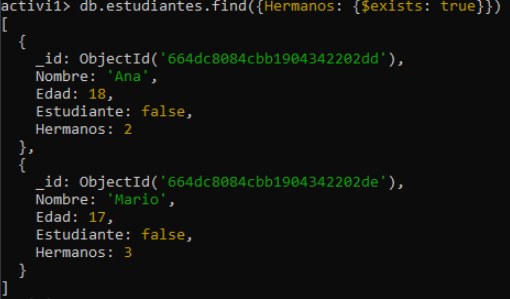 activi1> db.estudiantes.find({Hermanos: {$exists: true}})
[
  {
    _id: ObjectId('664dc8084cbb1904342202dd'),
    Nombre: 'Ana',
    Edad: 18,
    Estudiante: false,
    Hermanos: 2
  },
  {
    _id: ObjectId('664dc8084cbb1904342202de'),
    Nombre: 'Mario',
    Edad: 17,
    Estudiante: false,
    Hermanos: 3
  }
]